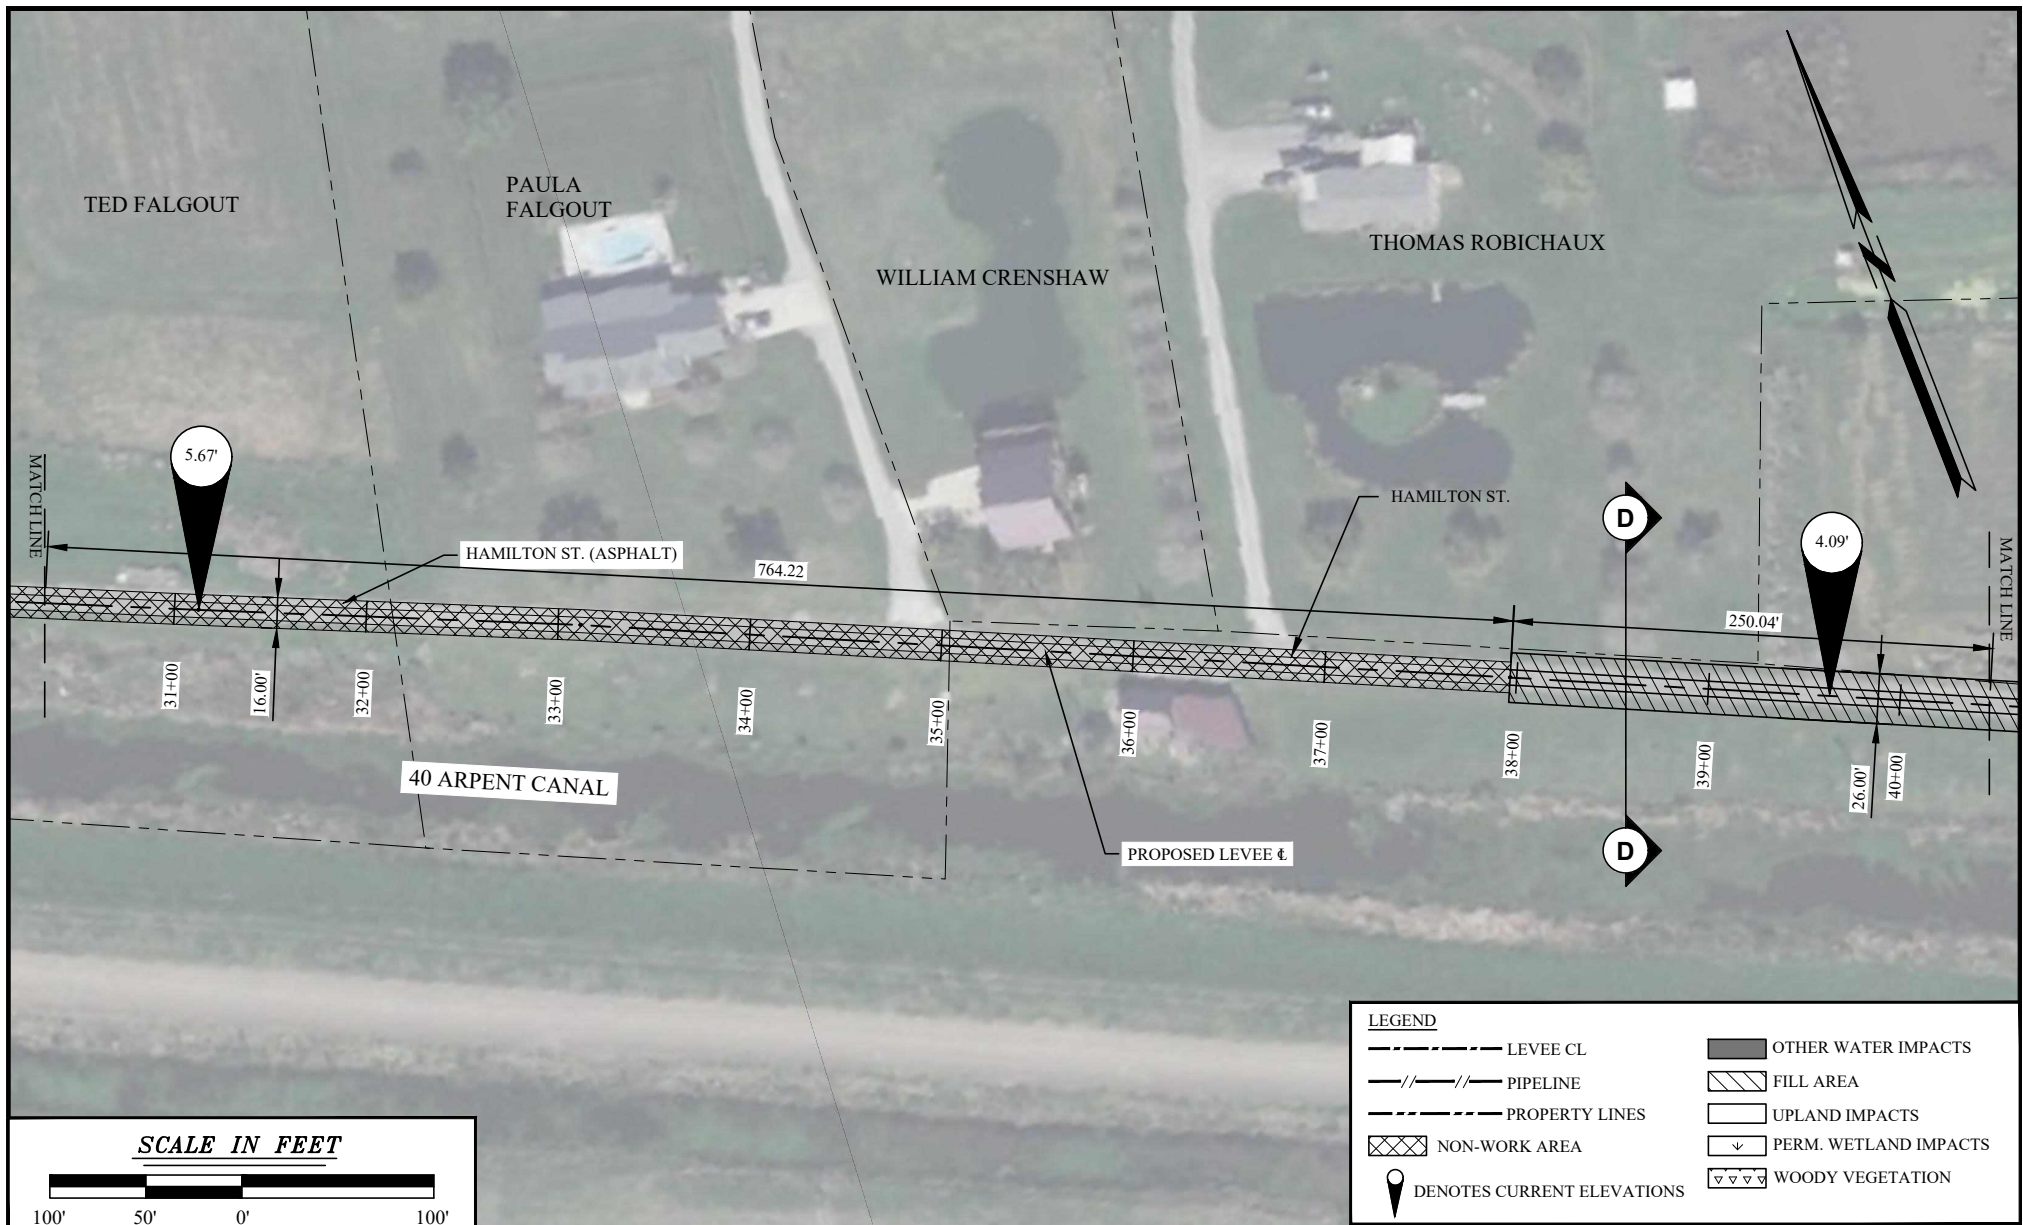 TED FALGOUT
PAULA
FALGOUT
WILLIAM CRENSHAW
THOMAS ROBICHAUX
MATCH LINE
5.67'
HAMILTON ST. (ASPHALT)
764.22
HAMILTON ST.
D
4.09'
MATCH LINE
250.04'
31+00
16.00'
32+00
33+00
34+00
35+00
36+00
37+00
38+00
39+00
26.00'
40+00
40 ARPENT CANAL
PROPOSED LEVEE ℄
D
LEGEND
LEVEE CL
PIPELINE
PROPERTY LINES
NON-WORK AREA
DENOTES CURRENT ELEVATIONS
OTHER WATER IMPACTS
FILL AREA
UPLAND IMPACTS
PERM. WETLAND IMPACTS
WOODY VEGETATION
SCALE IN FEET
100' 50' 0' 100'